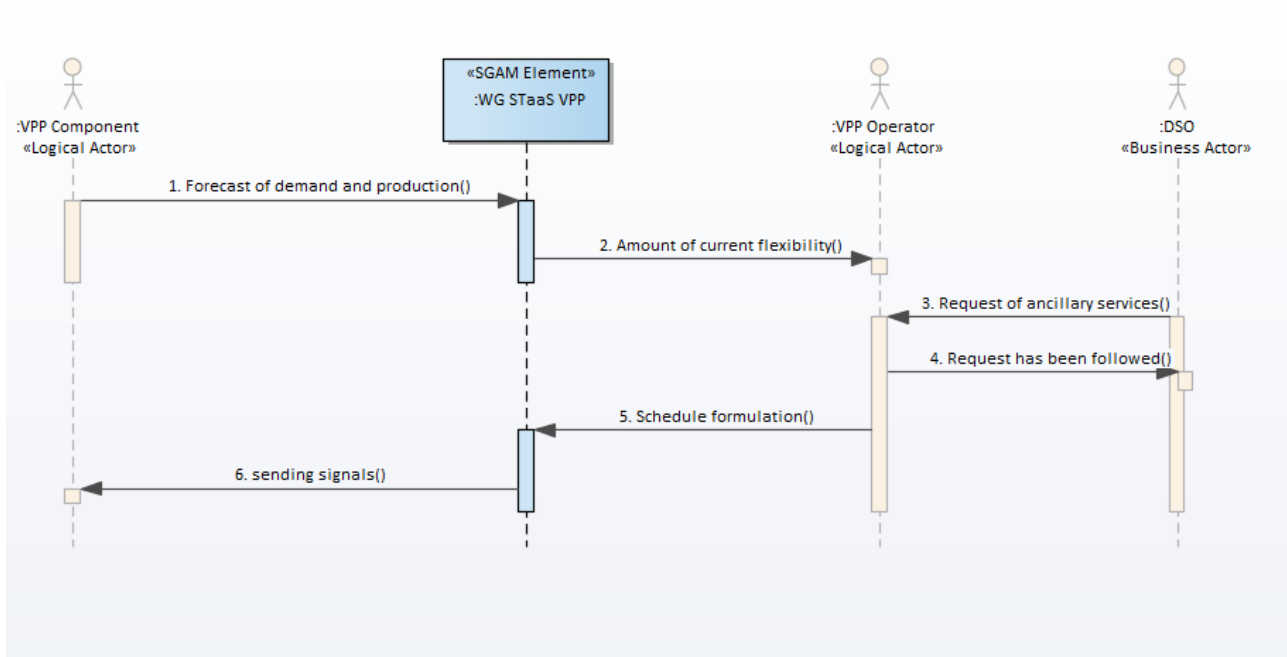 «SGAM Element»
:WG STaaS VPP
:VPP Component
«Logical Actor»
:VPP Operator
«Logical Actor»
:DSO
«Business Actor»
1. Forecast of demand and production()
2. Amount of current flexibility()
3. Request of ancillary services()
4. Request has been followed()
5. Schedule formulation()
6. sending signals()